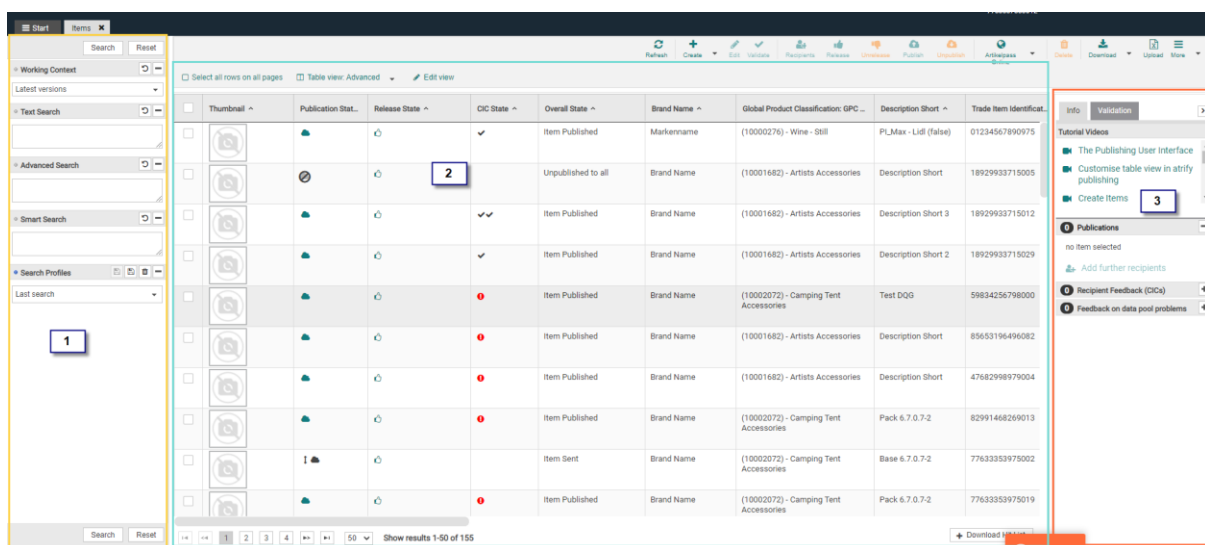 Start
Items
Search
Reset
Refresh
Create
Edit
Validate
Recipients
Release
Unrelease
Publish
Unpublish
Artikelpass Online
Delete
Download
Upload
More
Working Context
Latest versions
Text Search
Advanced Search
Smart Search
Search Profiles
Last search
1
Search
Reset
Select all rows on all pages
Table view: Advanced
Edit view
Thumbnail Publication Stat... Release State CIC State Overall State Brand Name Global Product Classification: GPC ... Description Short Trade Item Identificat...
Item Published Markenname (10000276) - Wine - Still PI_Max - Lidl (false) 01234567890975
2
Unpublished to all Brand Name (10001682) - Artists Accessories Description Short 18929933715005
Item Published Brand Name (10001682) - Artists Accessories Description Short 3 18929933715012
Item Published Brand Name (10001682) - Artists Accessories Description Short 2 18929933715029
Item Published Brand Name (10002072) - Camping Tent Accessories Test DQG 59834256798000
Item Published Brand Name (10001682) - Artists Accessories Description Short 85653196496082
Item Published Brand Name (10001682) - Artists Accessories Description Short 47682998979004
Item Published Brand Name (10002072) - Camping Tent Accessories Pack 6.7.0.7-2 82991468269013
Item Sent Brand Name (10002072) - Camping Tent Accessories Base 6.7.0.7-2 77633353975002
Item Published Brand Name (10002072) - Camping Tent Accessories Pack 6.7.0.7-2 77633353975019
1 2 3 4 50 Show results 1-50 of 155
Info
Validation
Tutorial Videos
The Publishing User Interface
Customise table view in atrify
publishing
Create Items
3
0 Publications
no item selected
Add further recipients
0 Recipient Feedback (CICs)
0 Feedback on data pool problems